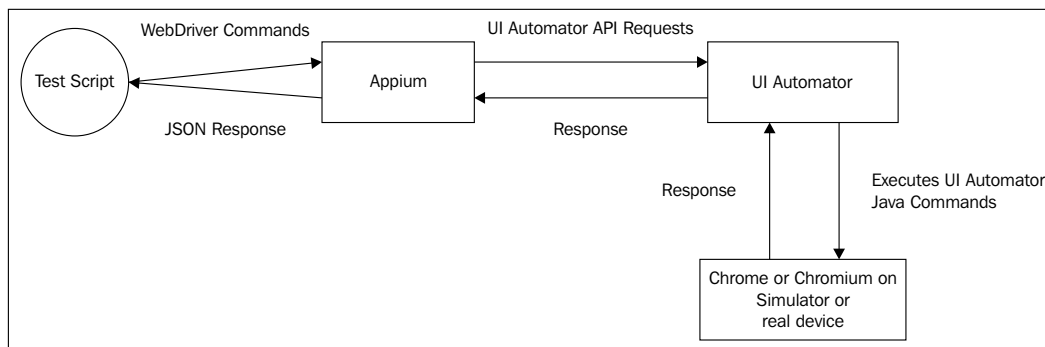 WebDriver Commands
UI Automator API Requests
Test Script
Appium
UI Automator
JSON Response
Response
Response
Executes UI Automator
Java Commands
Chrome or Chromium on
Simulator or
real device